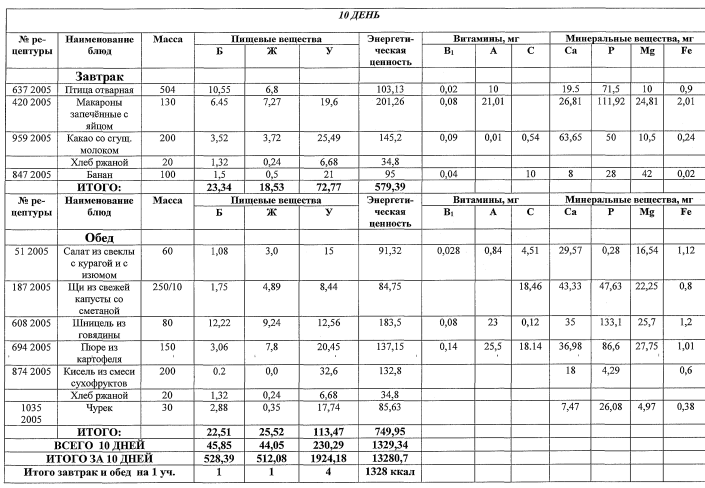 10 ДЕНЬ
№ ре- Наименование Масса Пищевые вещества Энергети- Витамины, мг Минеральные вещества, мг
цептуры блюд Б Ж У ческая ценность B₁ А С Ca P Mg Fe
Завтрак
637 2005 Птица отварная 504 10,55 6,8 103,13 0,02 10 19.5 71,5 10 0,9
420 2005 Макароны 130 6.45 7,27 19,6 201,26 0,08 21,01 26,81 111,92 24,81 2,01
запечённые с
яйцом
959 2005 Какао со сгущ. 200 3,52 3,72 25,49 145,2 0,09 0,01 0,54 63,65 50 10,5 0,24
молоком
Хлеб ржаной 20 1,32 0,24 6,68 34,8
847 2005 Банан 100 1,5 0,5 21 95 0,04 10 8 28 42 0,02
ИТОГО: 23,34 18,53 72,77 579,39
№ ре- Наименование Масса Пищевые вещества Энергети- Витамины, мг Минеральные вещества, мг
цептуры блюд Б Ж У ческая ценность B₁ А С Ca P Mg Fe
Обед
51 2005 Салат из свеклы 60 1,08 3,0 15 91,32 0,028 0,84 4,51 29,57 0,28 16,54 1,12
с курагой и с
изюмом
187 2005 Щи из свежей 250/10 1,75 4,89 8,44 84,75 18,46 43,33 47,63 22,25 0,8
капусты со
сметаной
608 2005 Шницель из 80 12,22 9,24 12,56 183,5 0,08 23 0,12 35 133,1 25,7 1,2
говядины
694 2005 Пюре из 150 3,06 7,8 20,45 137,15 0,14 25,5 18.14 36,98 86,6 27,75 1,01
картофеля
874 2005 Кисель из смеси 200 0.2 0,0 32,6 132,8 18 4,29 0,6
сухофруктов
Хлеб ржаной 20 1,32 0,24 6,68 34,8
1035 Чурек 30 2,88 0,35 17,74 85,63 7,47 26,08 4,97 0,38
2005
ИТОГО: 22,51 25,52 113,47 749,95
ВСЕГО 10 ДНЕЙ 45,85 44,05 230,29 1329,34
ИТОГО ЗА 10 ДНЕЙ 528,39 512,08 1924,18 13280,7
Итого завтрак и обед на 1 уч. 1 1 4 1328 ккал